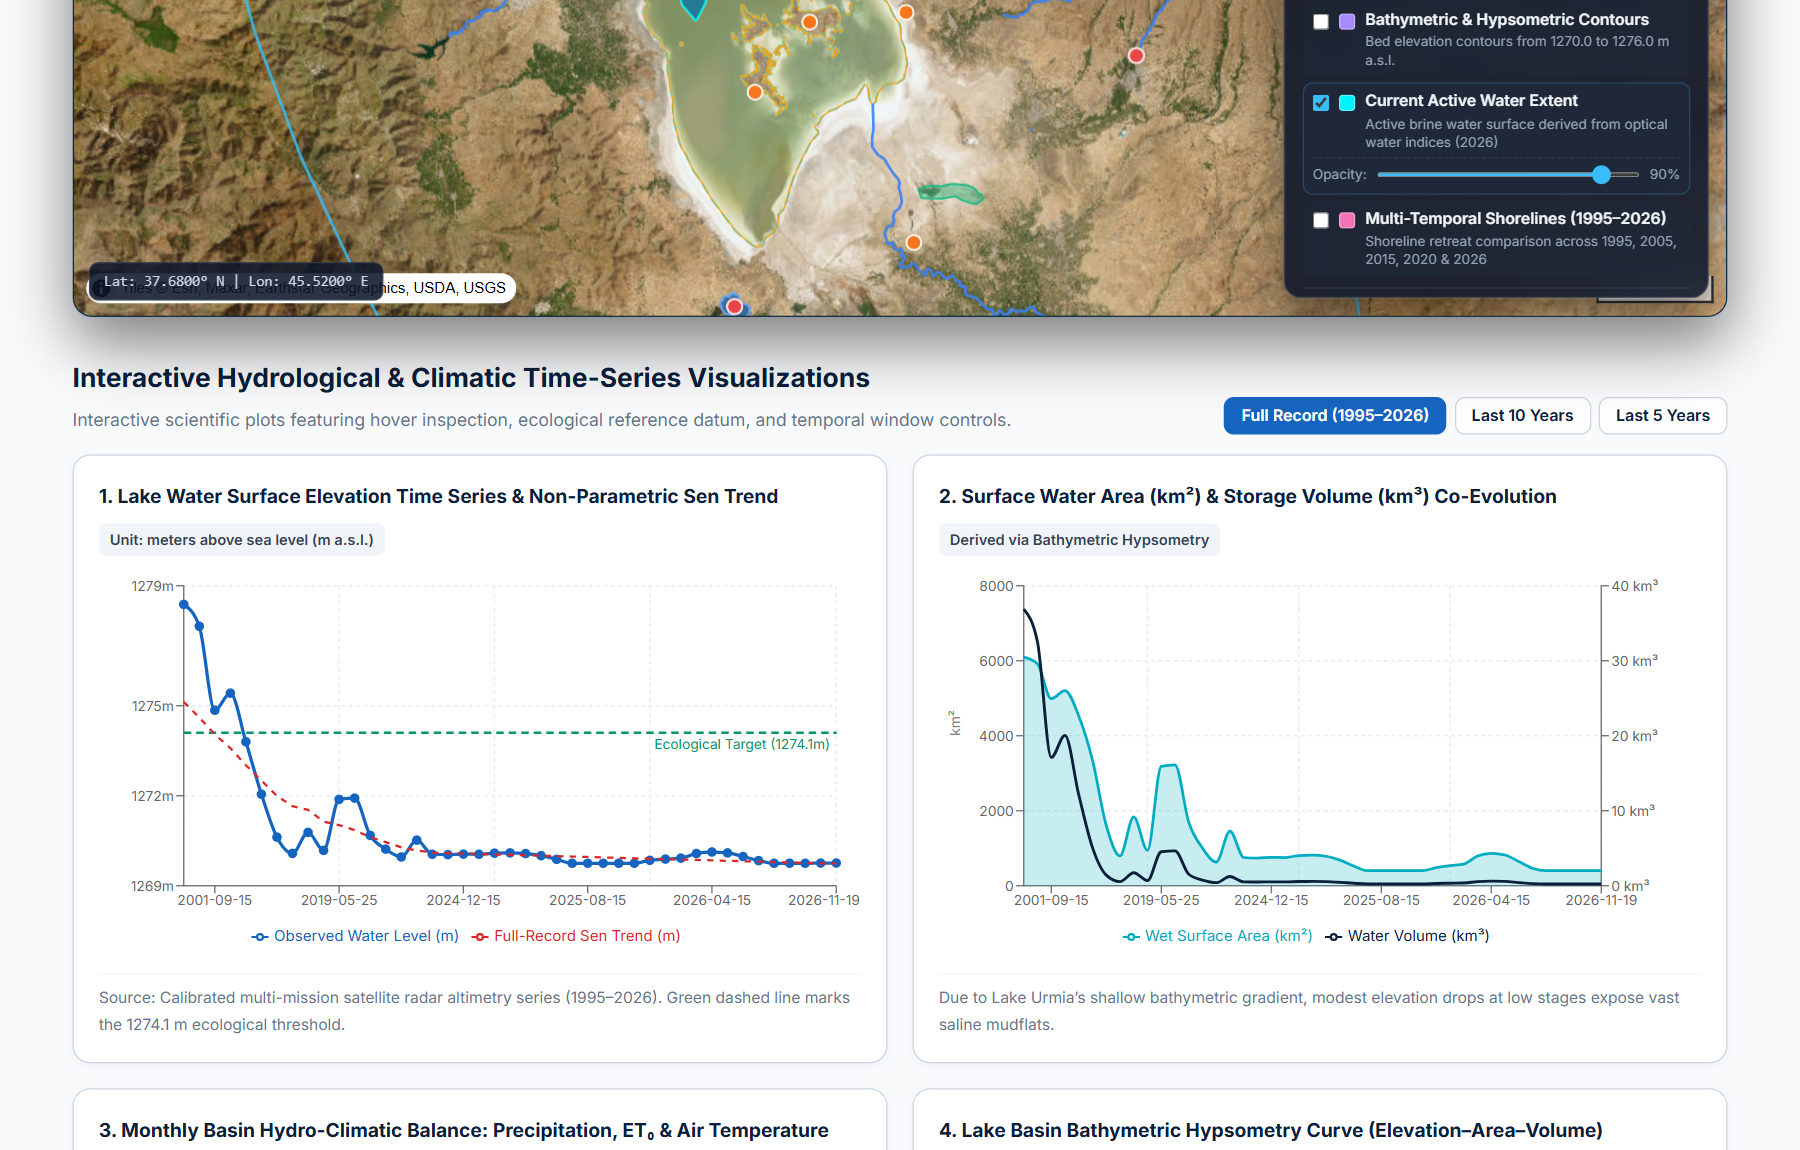 Bathymetric & Hypsometric Contours
Bed elevation contours from 1270.0 to 1276.0 m
a.s.l.
Current Active Water Extent
Active brine water surface derived from optical
water indices (2026)
Opacity:
90%
Multi-Temporal Shorelines (1995–2026)
Shoreline retreat comparison across 1995, 2005,
2015, 2020 & 2026
Lat: 37.6800° N | Lon: 45.5200° E
Tiles © Esri, Maxar, Earthstar Geographics, USDA, USGS
Interactive Hydrological & Climatic Time-Series Visualizations
Interactive scientific plots featuring hover inspection, ecological reference datum, and temporal window controls.
Full Record (1995–2026)
Last 10 Years
Last 5 Years
1. Lake Water Surface Elevation Time Series & Non-Parametric Sen Trend
Unit: meters above sea level (m a.s.l.)
1279m
1275m
1272m
1269m
Ecological Target (1274.1m)
2001-09-15
2019-05-25
2024-12-15
2025-08-15
2026-04-15
2026-11-19
Observed Water Level (m)
Full-Record Sen Trend (m)
Source: Calibrated multi-mission satellite radar altimetry series (1995–2026). Green dashed line marks
the 1274.1 m ecological threshold.
2. Surface Water Area (km²) & Storage Volume (km³) Co-Evolution
Derived via Bathymetric Hypsometry
8000
6000
4000
2000
0
km²
40 km³
30 km³
20 km³
10 km³
0 km³
2001-09-15
2019-05-25
2024-12-15
2025-08-15
2026-04-15
2026-11-19
Wet Surface Area (km²)
Water Volume (km³)
Due to Lake Urmia's shallow bathymetric gradient, modest elevation drops at low stages expose vast
saline mudflats.
3. Monthly Basin Hydro-Climatic Balance: Precipitation, ET₀ & Air Temperature
4. Lake Basin Bathymetric Hypsometry Curve (Elevation–Area–Volume)